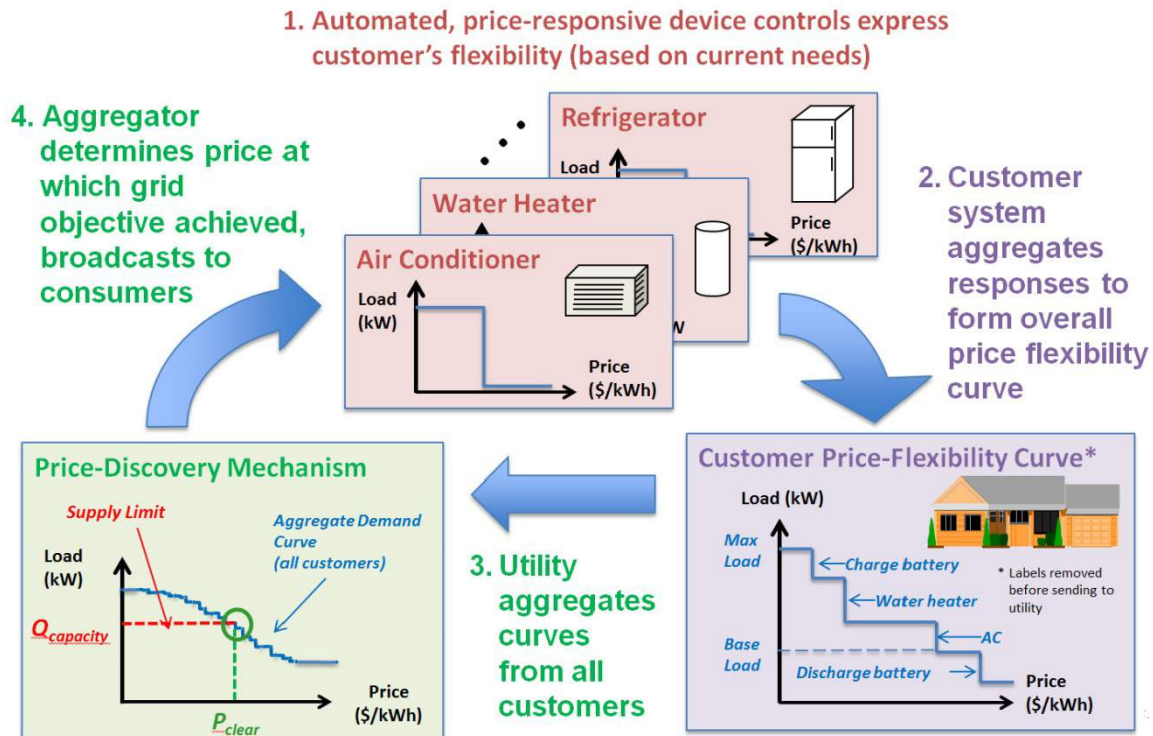 1. Automated, price-responsive device controls express
customer's flexibility (based on current needs)
4. Aggregator
determines price at
which grid
objective achieved,
broadcasts to
consumers
Refrigerator
Load
Price
($/kWh)
Water Heater
W
Air Conditioner
Load
(kW)
Price
($/kWh)
2. Customer
system
aggregates
responses to
form overall
price flexibility
curve
Price-Discovery Mechanism
Supply Limit
Aggregate Demand
Curve
(all customers)
Load
(kW)
Qcapacity
Price
($/kWh)
Pclear
3. Utility
aggregates
curves
from all
customers
Customer Price-Flexibility Curve*
Load (kW)
Max
Load
Charge battery
* Labels removed
before sending to
utility
Water heater
AC
Base
Load
Discharge battery
Price
($/kWh)